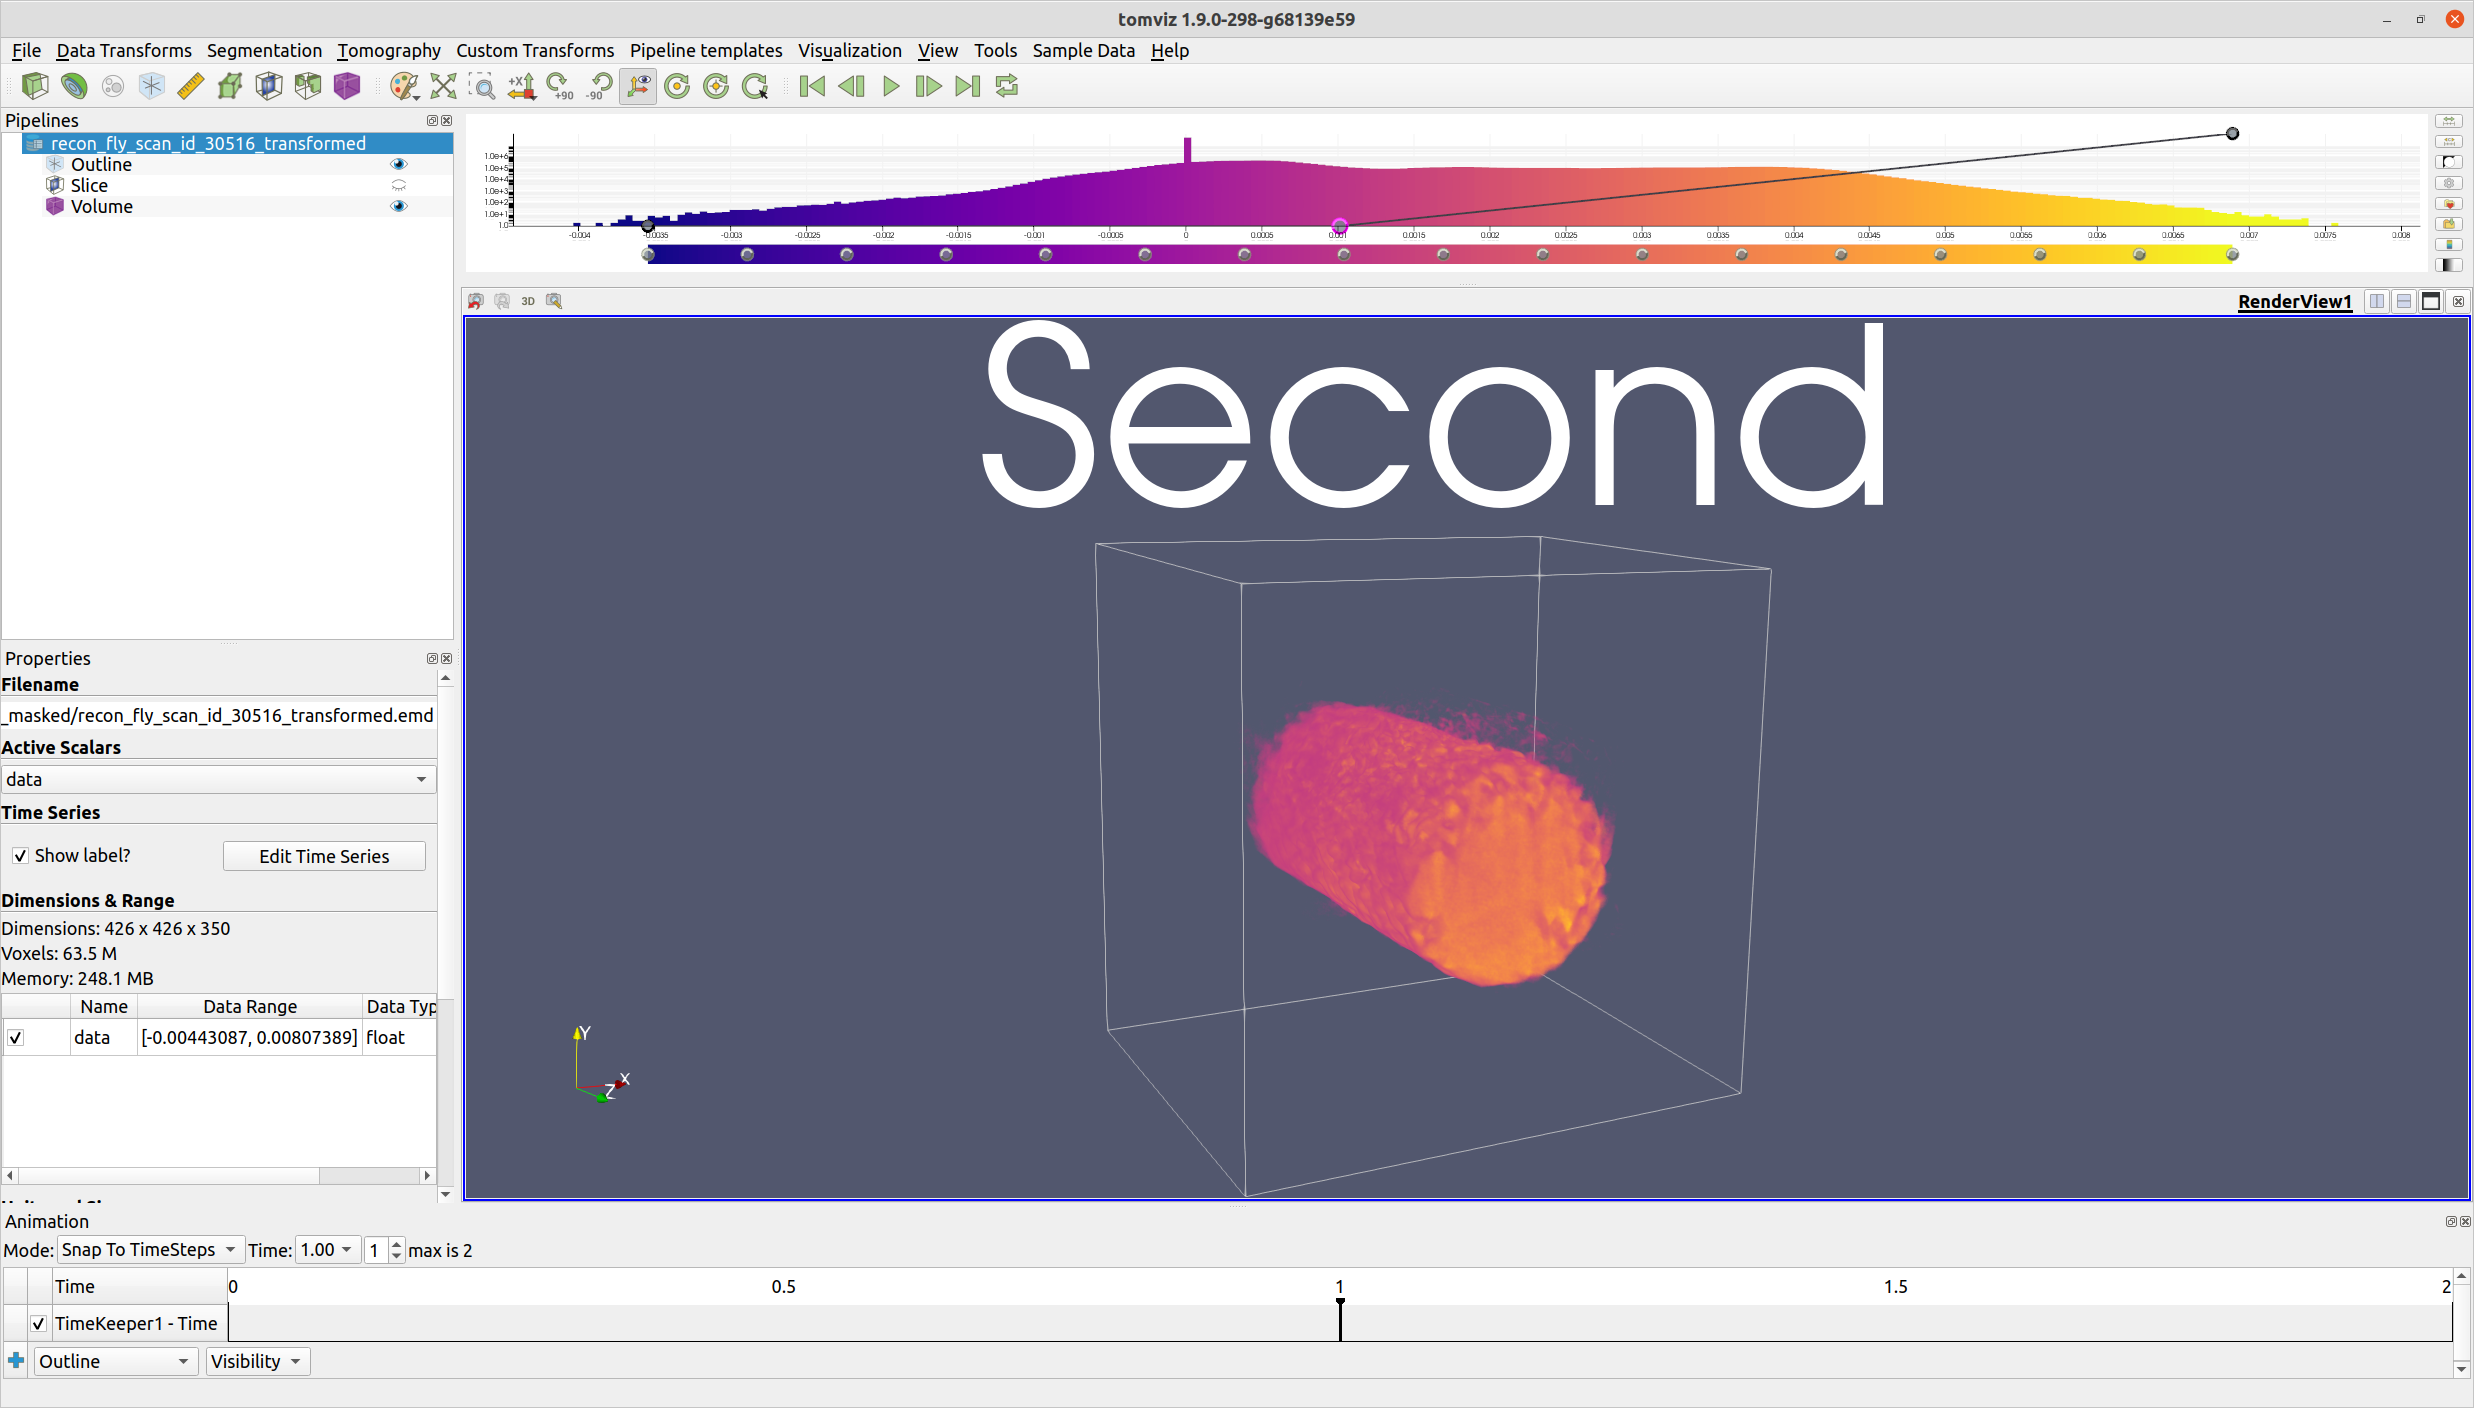 tomviz 1.9.0-298-g68139e59
File Data Transforms Segmentation Tomography Custom Transforms Pipeline templates Visualization View Tools Sample Data Help
+X +90 -90
Pipelines
recon_fly_scan_id_30516_transformed
Outline
Slice
Volume
1.0e+6
1.0e+5
1.0e+4
1.0e+3
1.0e+2
1.0e+1
1.0
-0.004 -0.0035 -0.003 -0.0025 -0.002 -0.0015 -0.001 -0.0005 0 0.0005 0.001 0.0015 0.002 0.0025 0.003 0.0035 0.004 0.0045 0.005 0.0055 0.006 0.0065 0.007 0.0075 0.008
3D RenderView1
Second
Y
X
Z
Properties
Filename
_masked/recon_fly_scan_id_30516_transformed.emd
Active Scalars
data
Time Series
Show label? Edit Time Series
Dimensions & Range
Dimensions: 426 x 426 x 350
Voxels: 63.5 M
Memory: 248.1 MB
Name Data Range Data Typ
data [-0.00443087, 0.00807389] float
Animation
Mode: Snap To TimeSteps Time: 1.00 1 max is 2
Time 0 0.5 1 1.5 2
TimeKeeper1 - Time
Outline Visibility